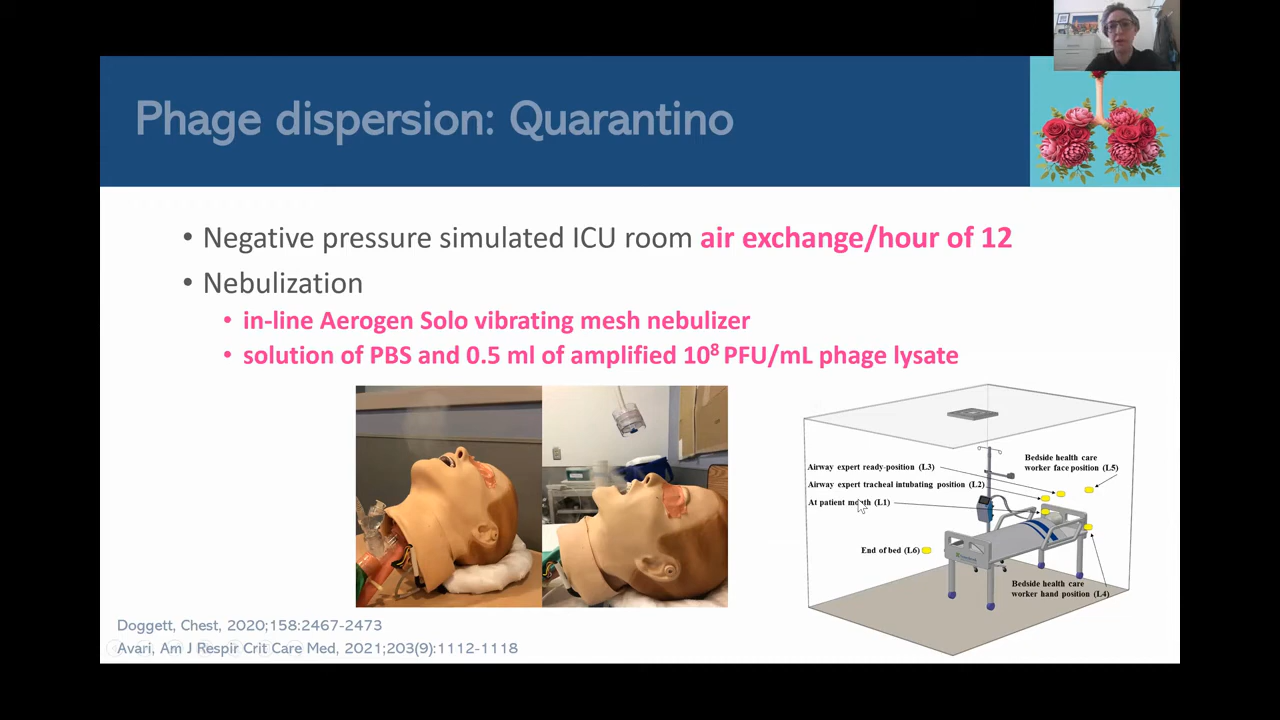 Phage dispersion: Quarantino
• Negative pressure simulated ICU room air exchange/hour of 12
• Nebulization
• in-line Aerogen Solo vibrating mesh nebulizer
• solution of PBS and 0.5 ml of amplified 10⁸ PFU/mL phage lysate
Airway expert ready-position (L3)
Airway expert tracheal intubating position (L2)
At patient mouth (L1)
Bedside health care
worker face position (L5)
End of bed (L6)
Bedside health care
worker hand position (L4)
Doggett, Chest, 2020;158:2467-2473
Avari, Am J Respir Crit Care Med, 2021;203(9):1112-1118